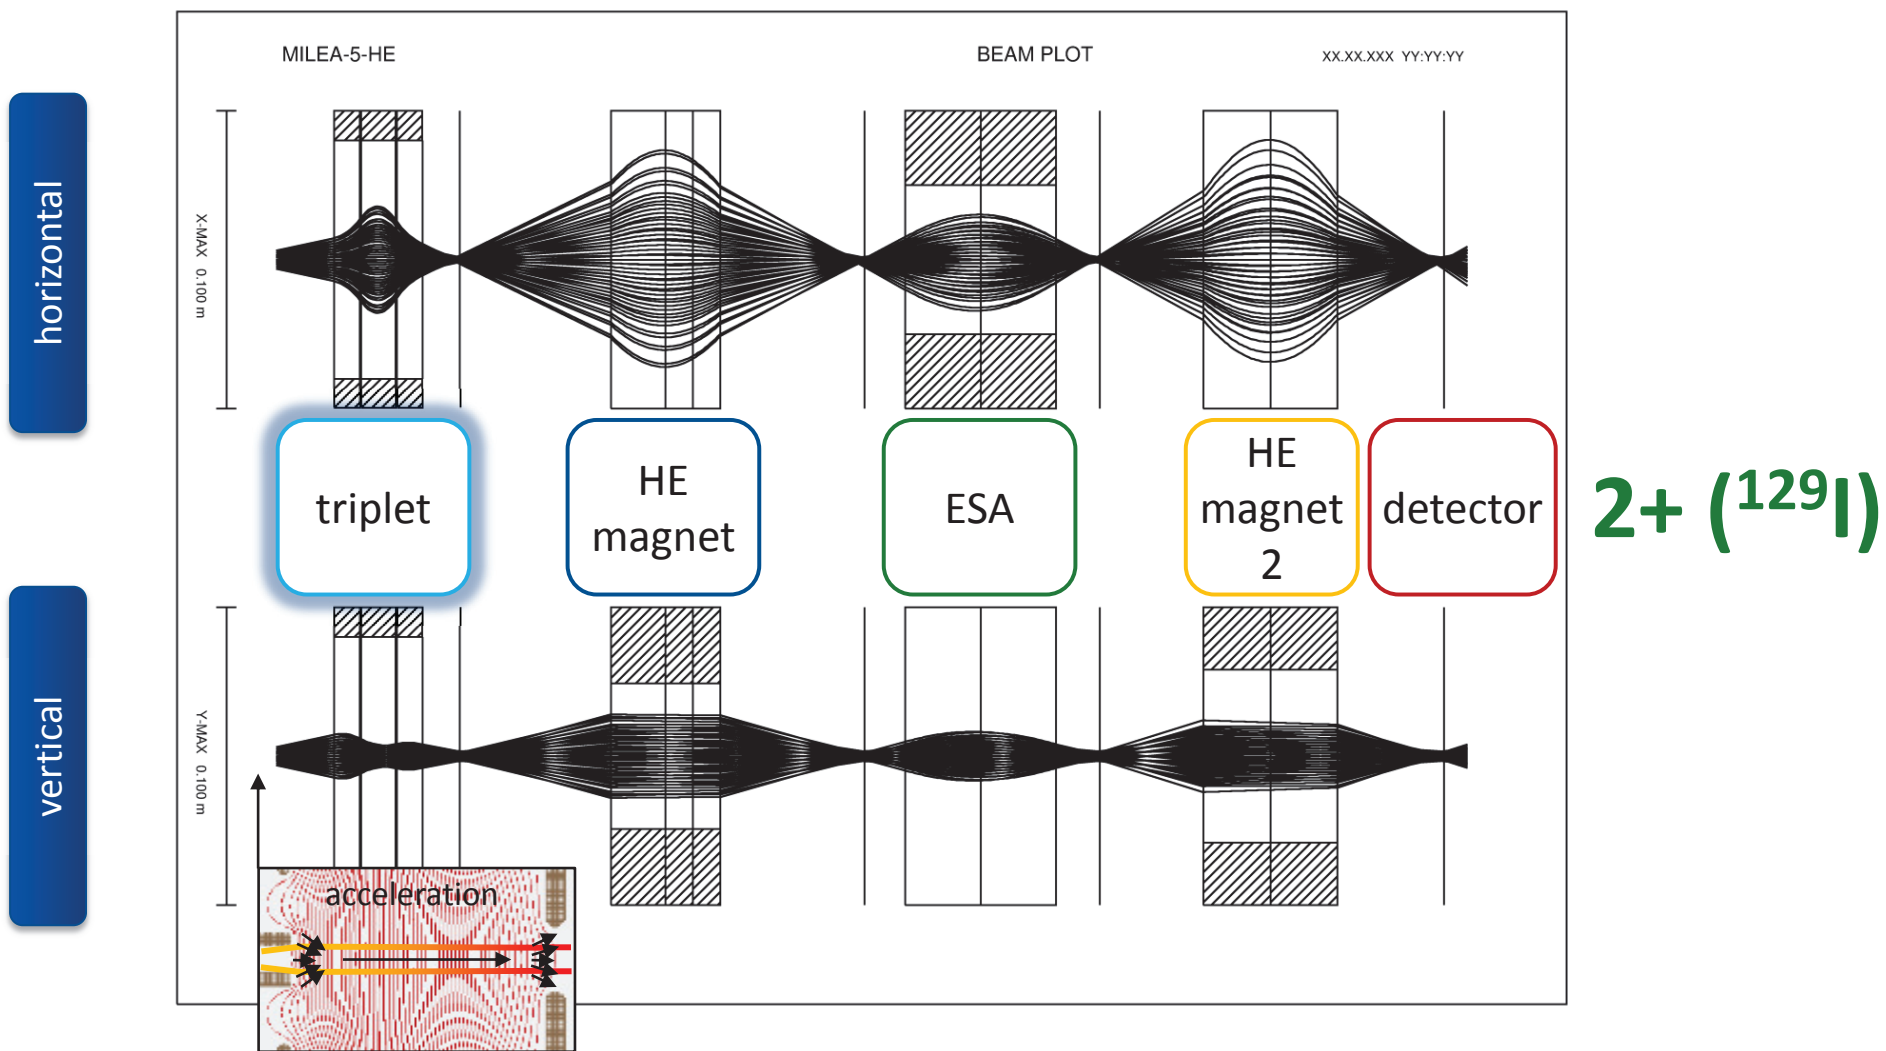 MILEA-5-HE
BEAM PLOT
XX.XX.XXX YY:YY:YY
horizontal
X-MAX 0.100 m
triplet
HE
magnet
ESA
HE
magnet
2
detector
2+ (¹²⁹I)
vertical
Y-MAX 0.100 m
acceleration